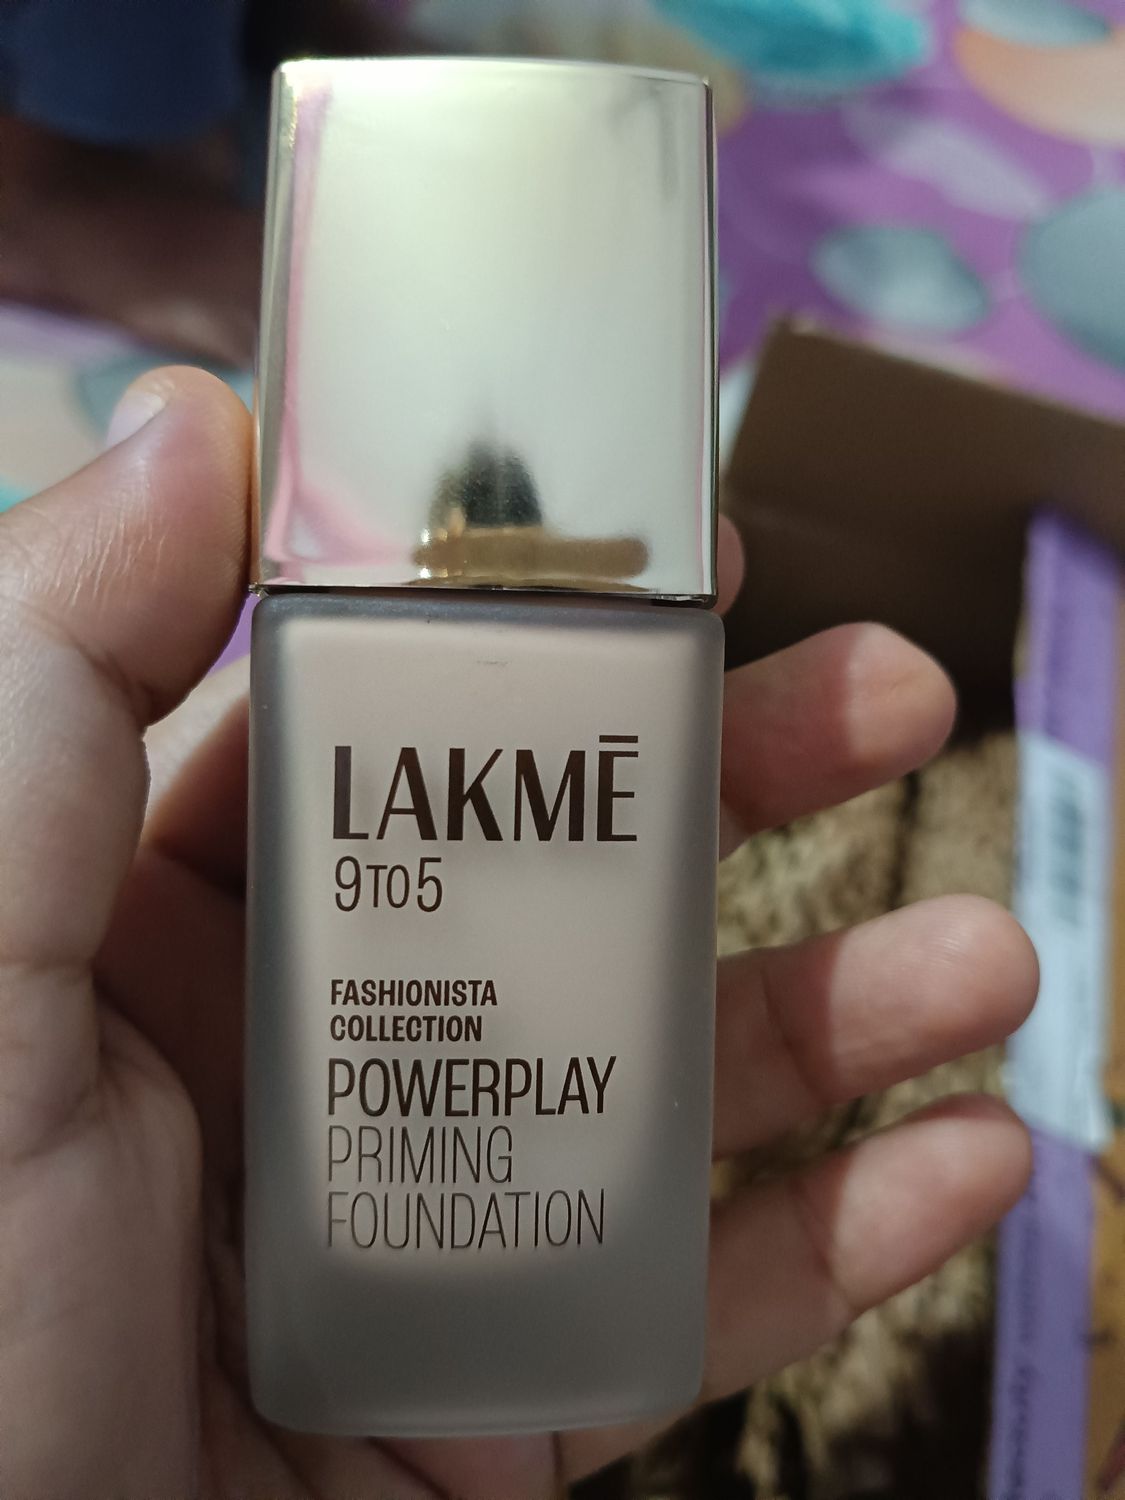 LAKMĒ
9TO5
FASHIONISTA
COLLECTION
POWERPLAY
PRIMING
FOUNDATION